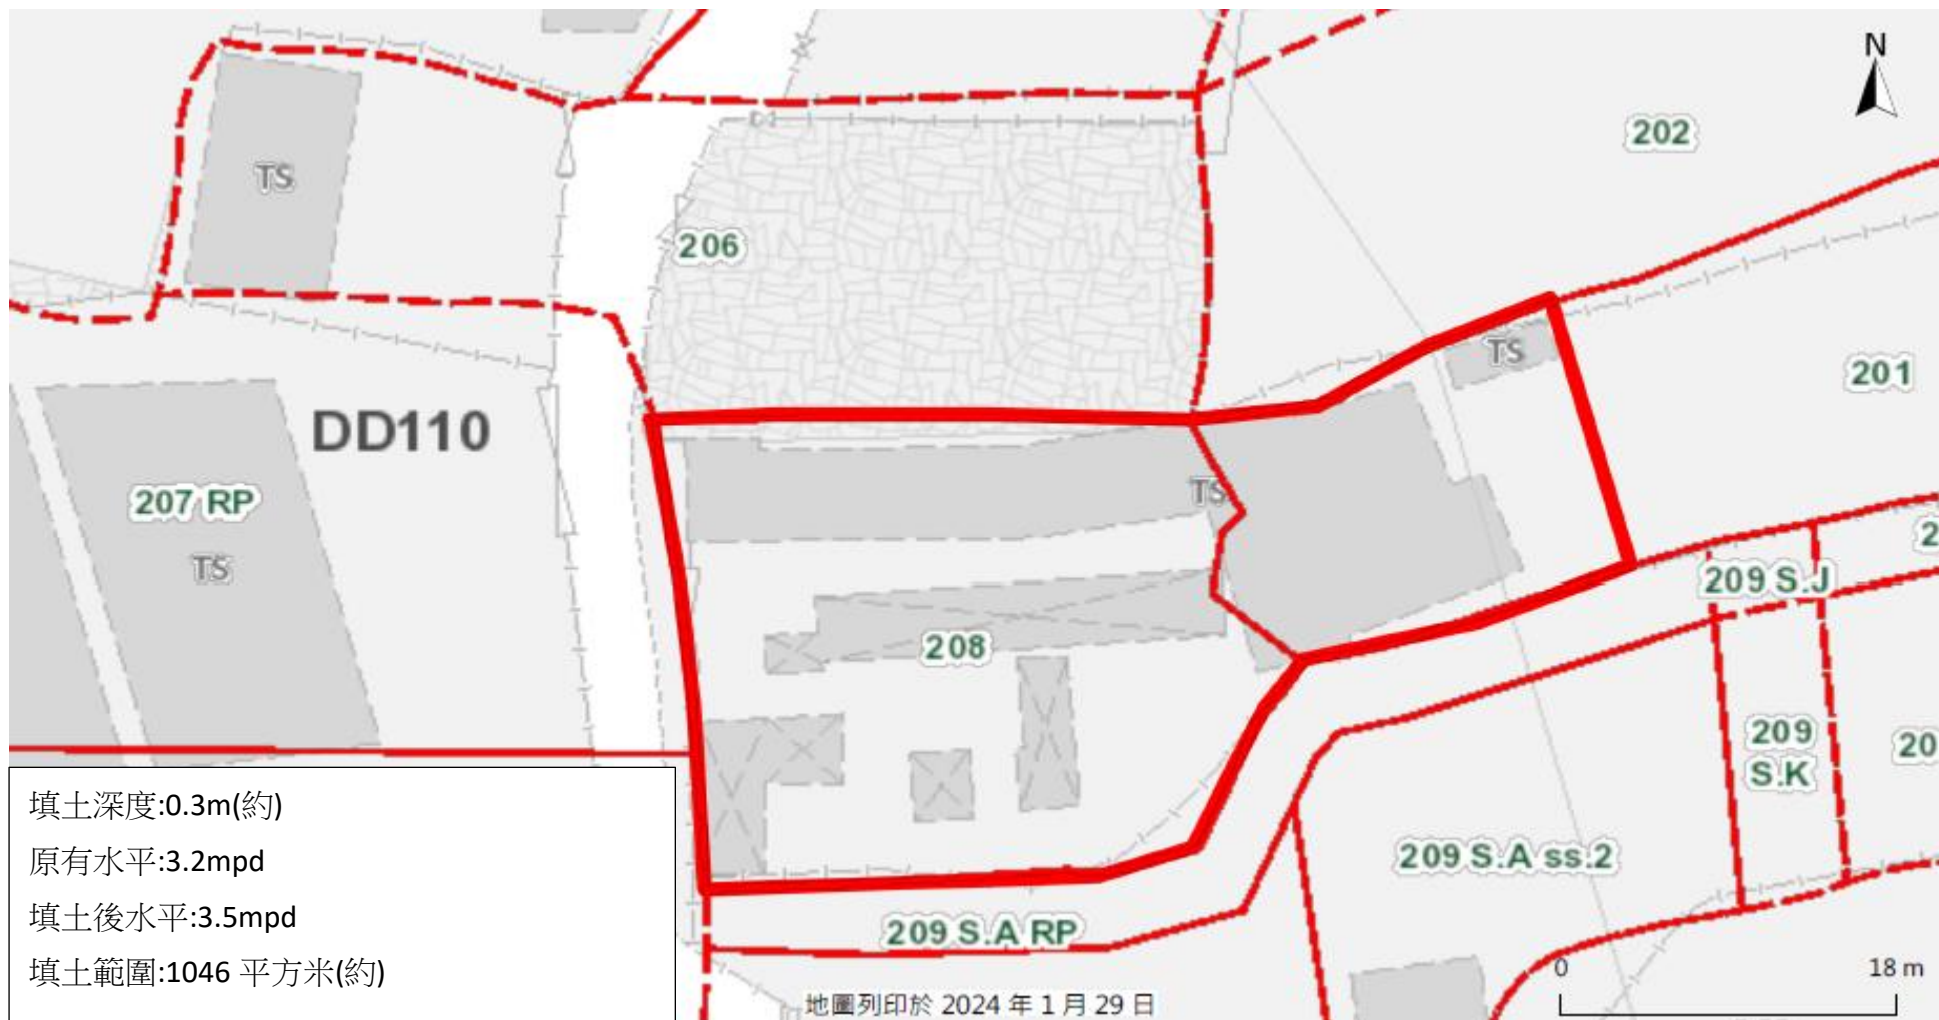 N
202
TS
206
TS
201
DD110
207 RP
TS
TS
209 S.J
208
209
S.K
20
209 S.A ss.2
209 S.A RP
填土深度:0.3m(約)
原有水平:3.2mpd
填土後水平:3.5mpd
填土範圍:1046 平方米(約)
0
18 m
地圖列印於 2024 年 1 月 29 日